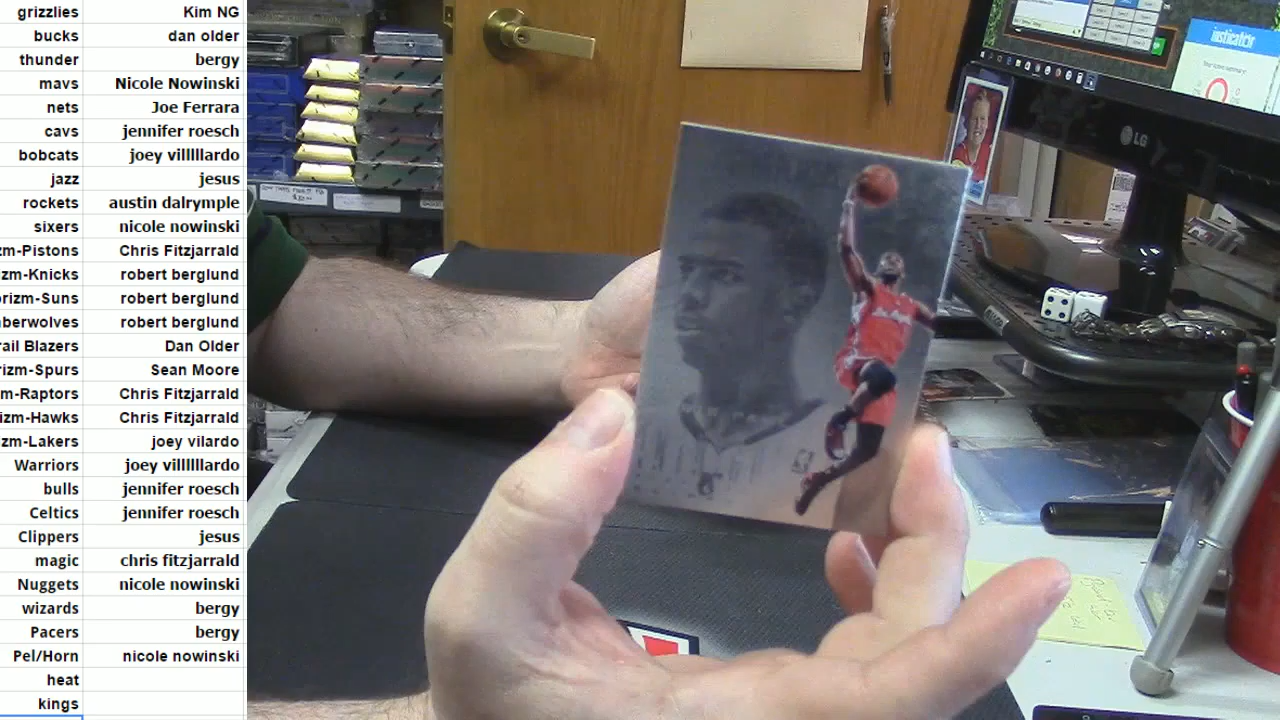 grizzlies Kim NG
bucks dan older
thunder bergy
mavs Nicole Nowinski
nets Joe Ferrara
cavs jennifer roesch
bobcats joey villlllardo
jazz jesus
rockets austin dalrymple
sixers nicole nowinski
zm-Pistons Chris Fitzjarrald
zm-Knicks robert berglund
orizm-Suns robert berglund
nberwolves robert berglund
rail Blazers Dan Older
rizm-Spurs Sean Moore
m-Raptors Chris Fitzjarrald
izm-Hawks Chris Fitzjarrald
zm-Lakers joey vilardo
Warriors joey villlllardo
bulls jennifer roesch
Celtics jennifer roesch
Clippers jesus
magic chris fitzjarrald
Nuggets nicole nowinski
wizards bergy
Pacers bergy
Pel/Horn nicole nowinski
heat
kings
LG